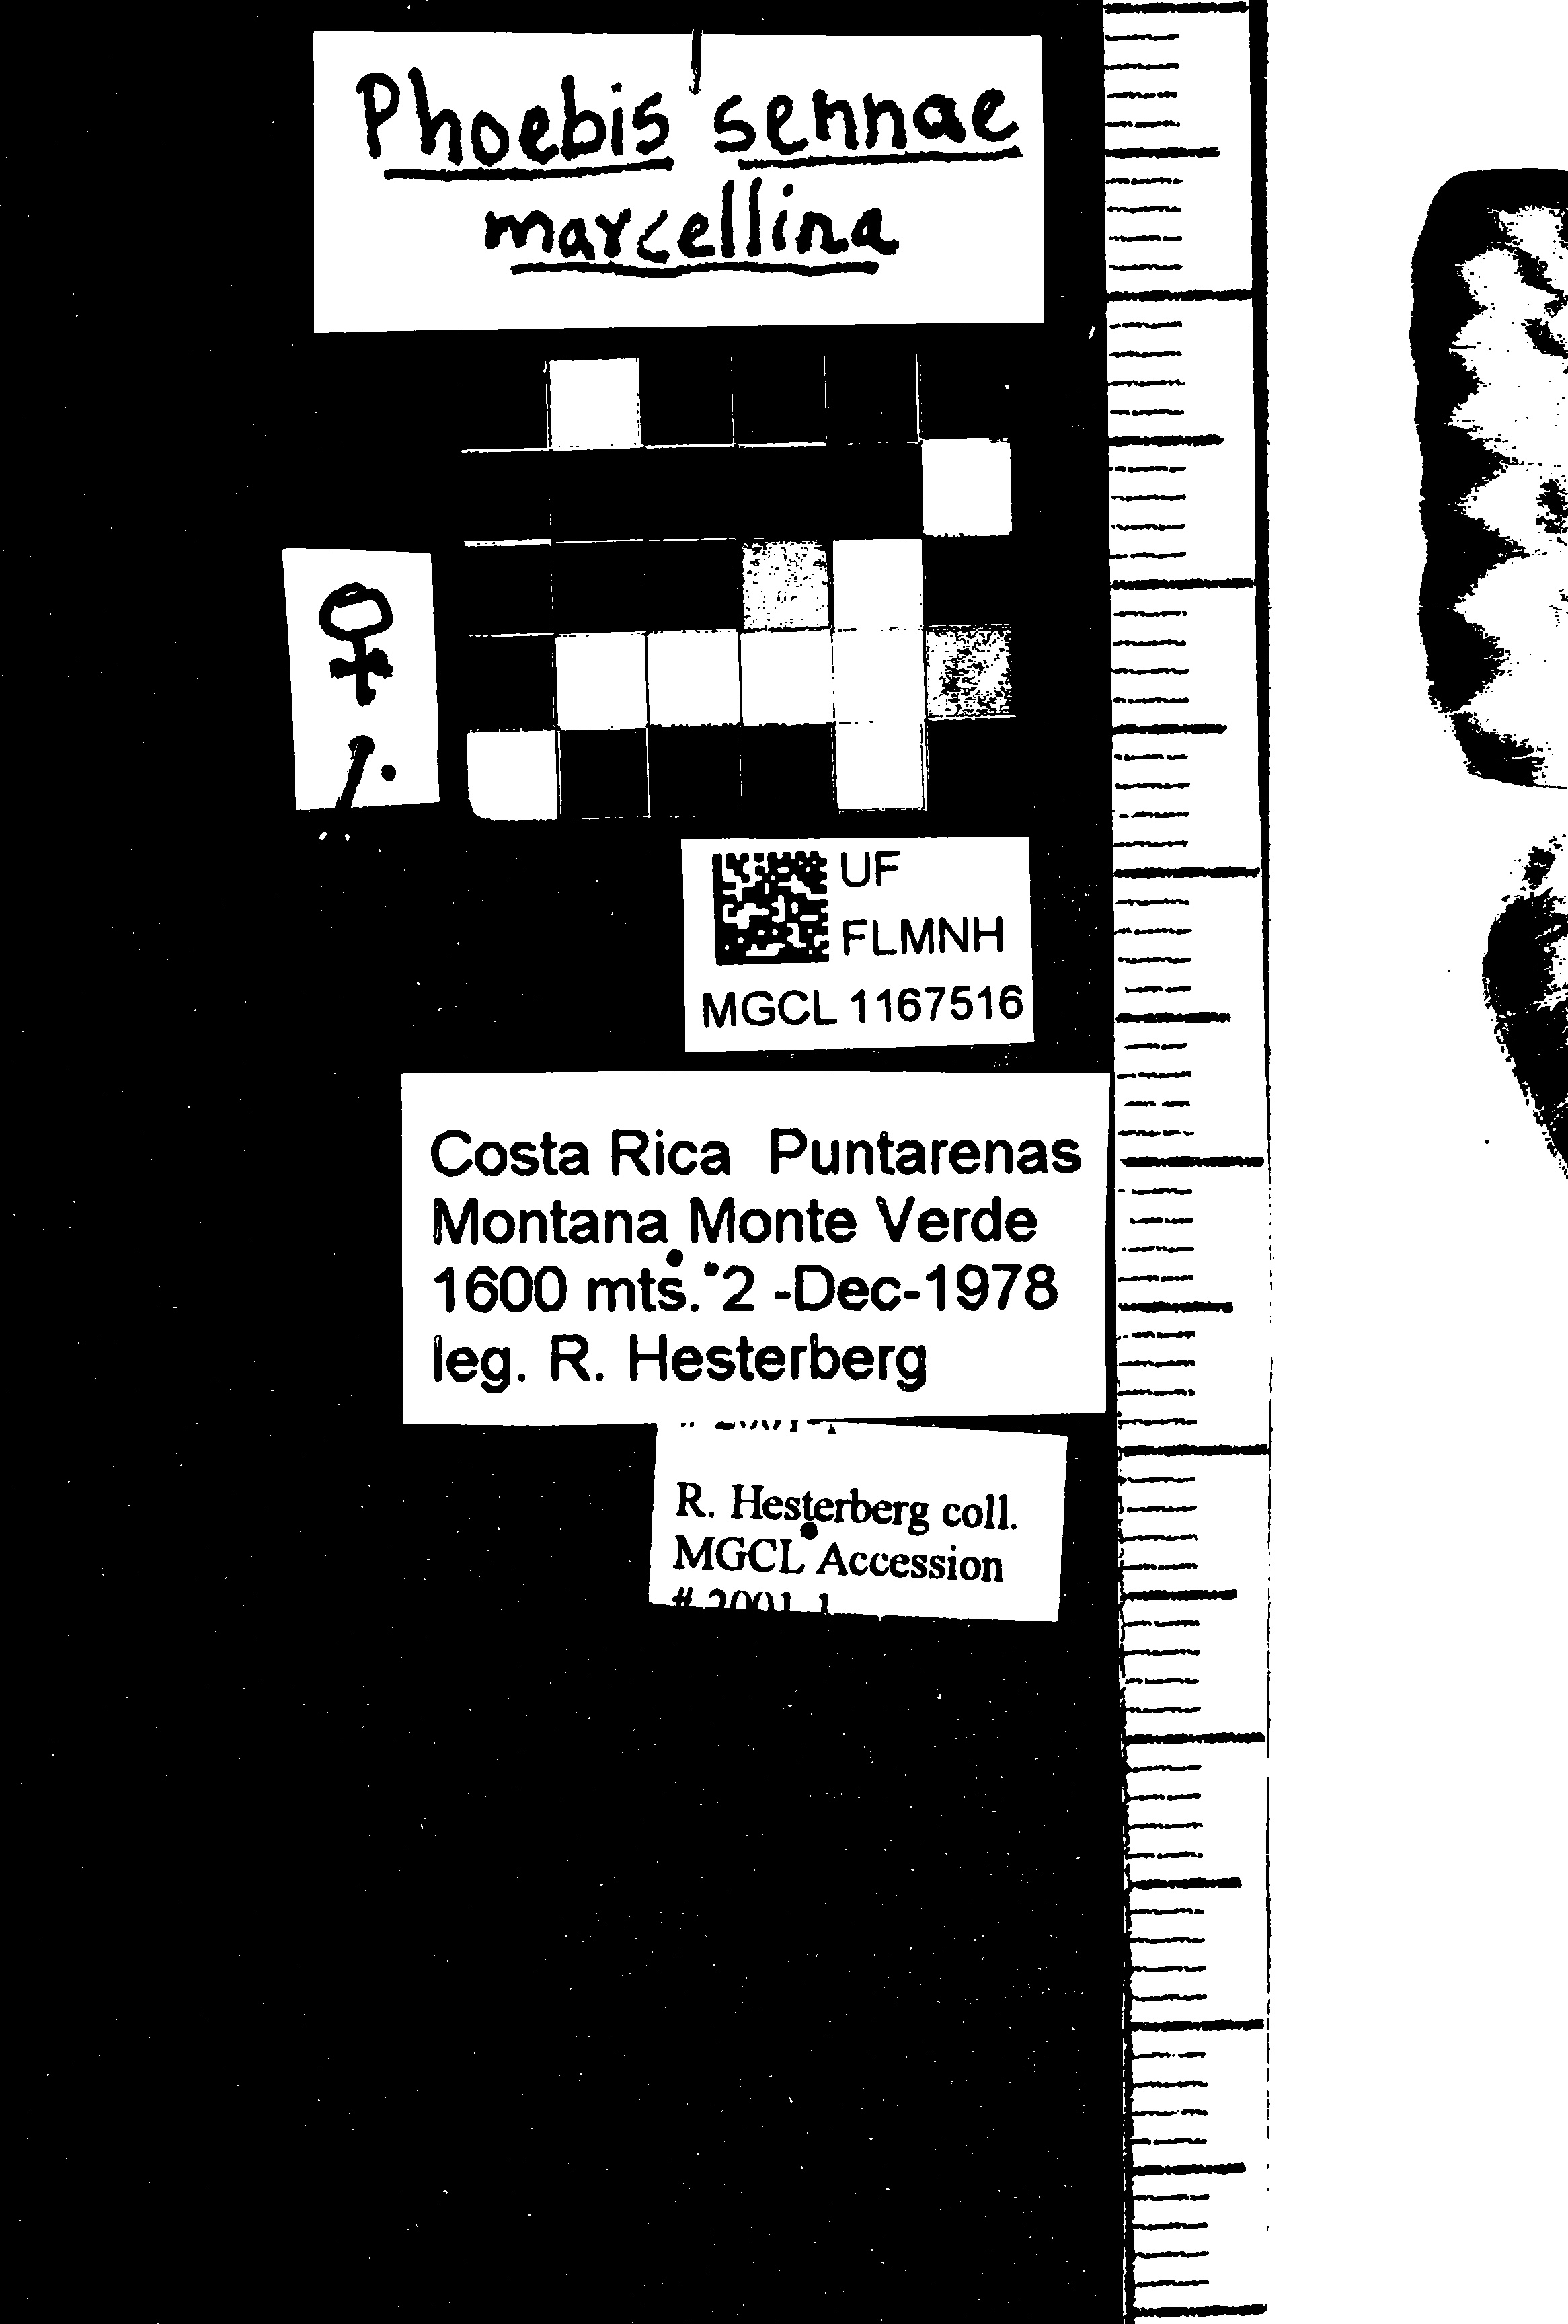 Phoebis sennae
marcellina
♀
UF
FLMNH
MGCL 1167516
Costa Rica Puntarenas
Montana Monte Verde
1600 mts. 2 -Dec-1978
leg. R. Hesterberg
R. Hesterberg coll.
MGCL Accession
# 2001-1